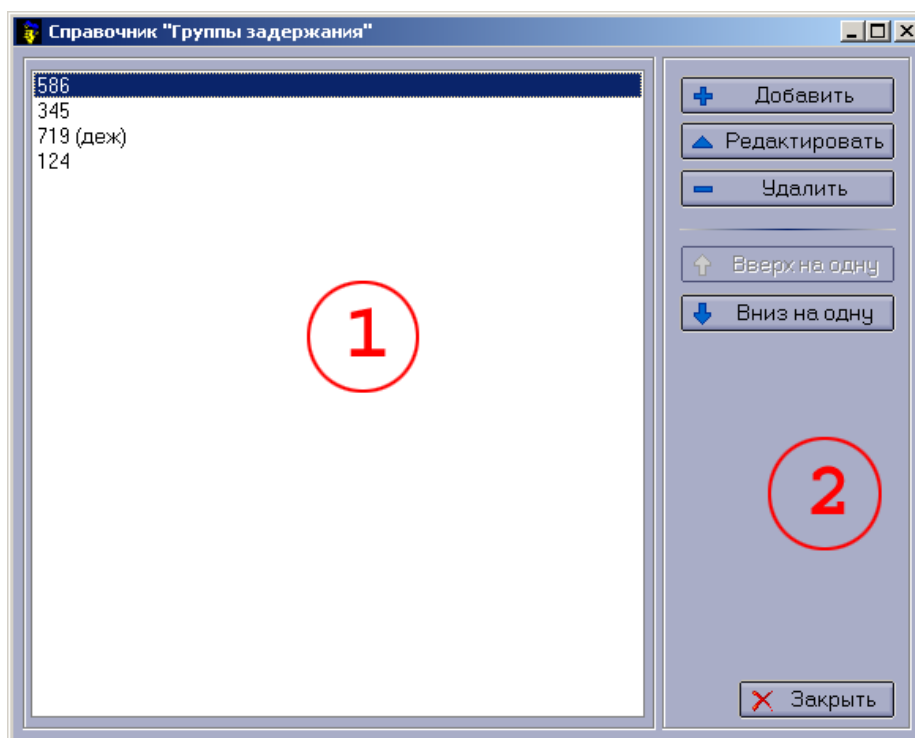 Справочник "Группы задержания"
586
345
719 (деж)
124
1
Добавить
Редактировать
Удалить
Вверх на одну
Вниз на одну
2
Закрыть